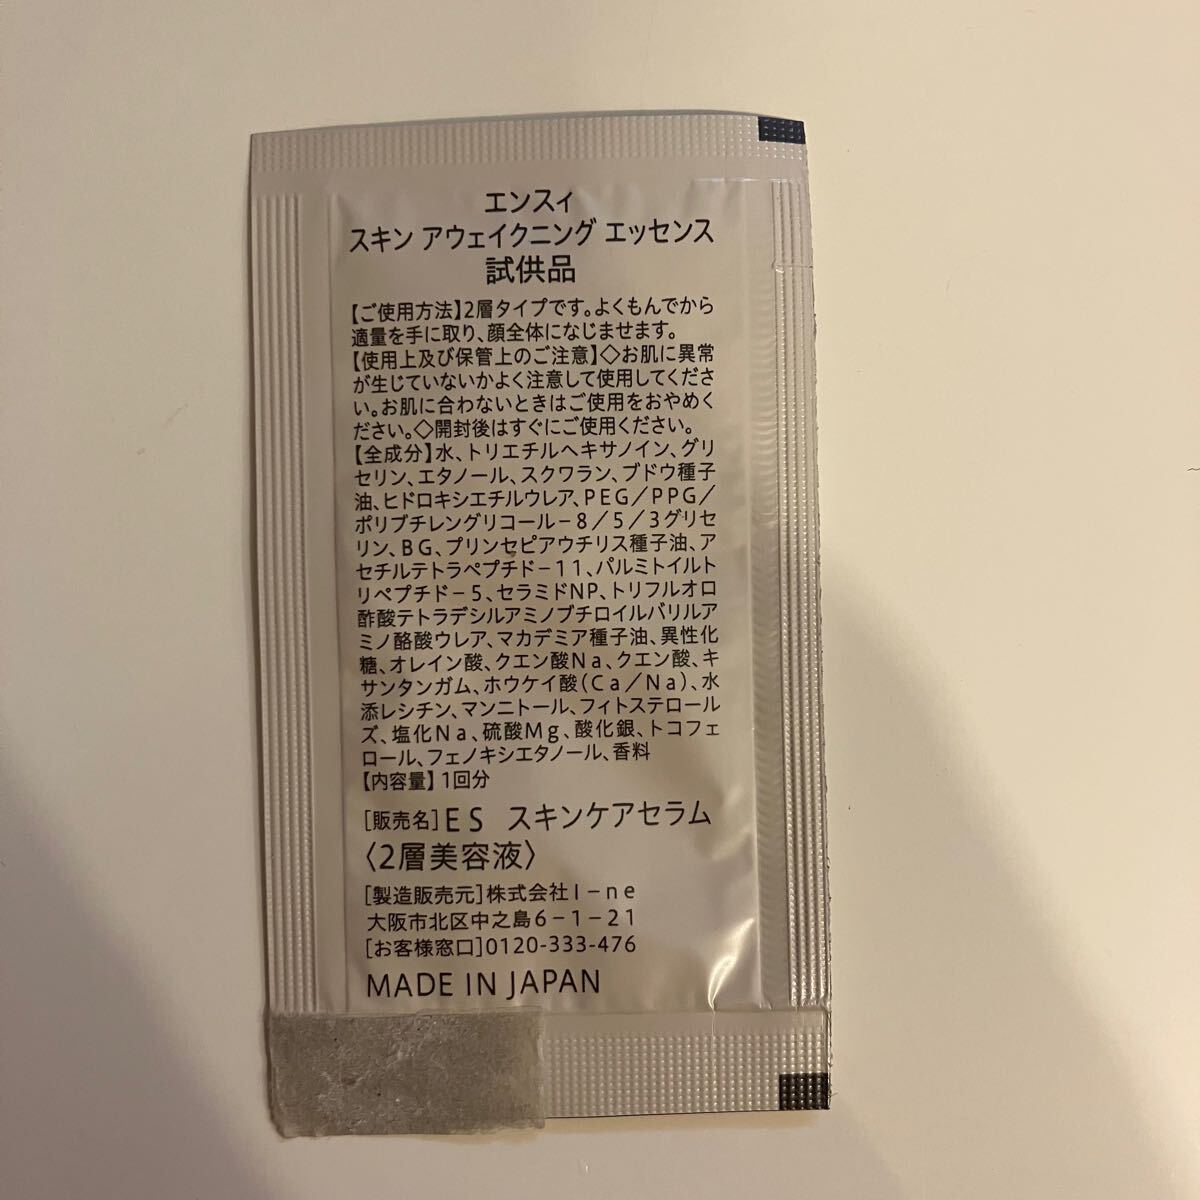 エンスィ
スキン アウェイクニング エッセンス
試供品
【ご使用方法】2層タイプです。よくもんでから
適量を手に取り、顔全体になじませます。
【使用上及び保管上のご注意】◇お肌に異常
が生じていないかよく注意して使用してくださ
い。お肌に合わないときはご使用をおやめく
ださい。◇開封後はすぐにご使用ください。
【全成分】水、トリエチルヘキサノイン、グリ
セリン、エタノール、スクワラン、ブドウ種子
油、ヒドロキシエチルウレア、PEG/PPG/
ポリブチレングリコール−8/5/3グリセ
リン、BG、プリンセピアウチリス種子油、ア
セチルテトラペプチド−11、パルミトイルト
リペプチド−5、セラミドNP、トリフルオロ
酢酸テトラデシルアミノブチロイルバリルア
ミノ酪酸ウレア、マカデミア種子油、異性化
糖、オレイン酸、クエン酸Na、クエン酸、キ
サンタンガム、ホウケイ酸(Ca/Na)、水
添レシチン、マンニトール、フィトステロール
ズ、塩化Na、硫酸Mg、酸化銀、トコフェ
ロール、フェノキシエタノール、香料
【内容量】1回分
[販売名]ES スキンケアセラム
〈2層美容液〉
[製造販売元]株式会社I−ne
大阪市北区中之島6−1−21
[お客様窓口]0120-333-476
MADE IN JAPAN